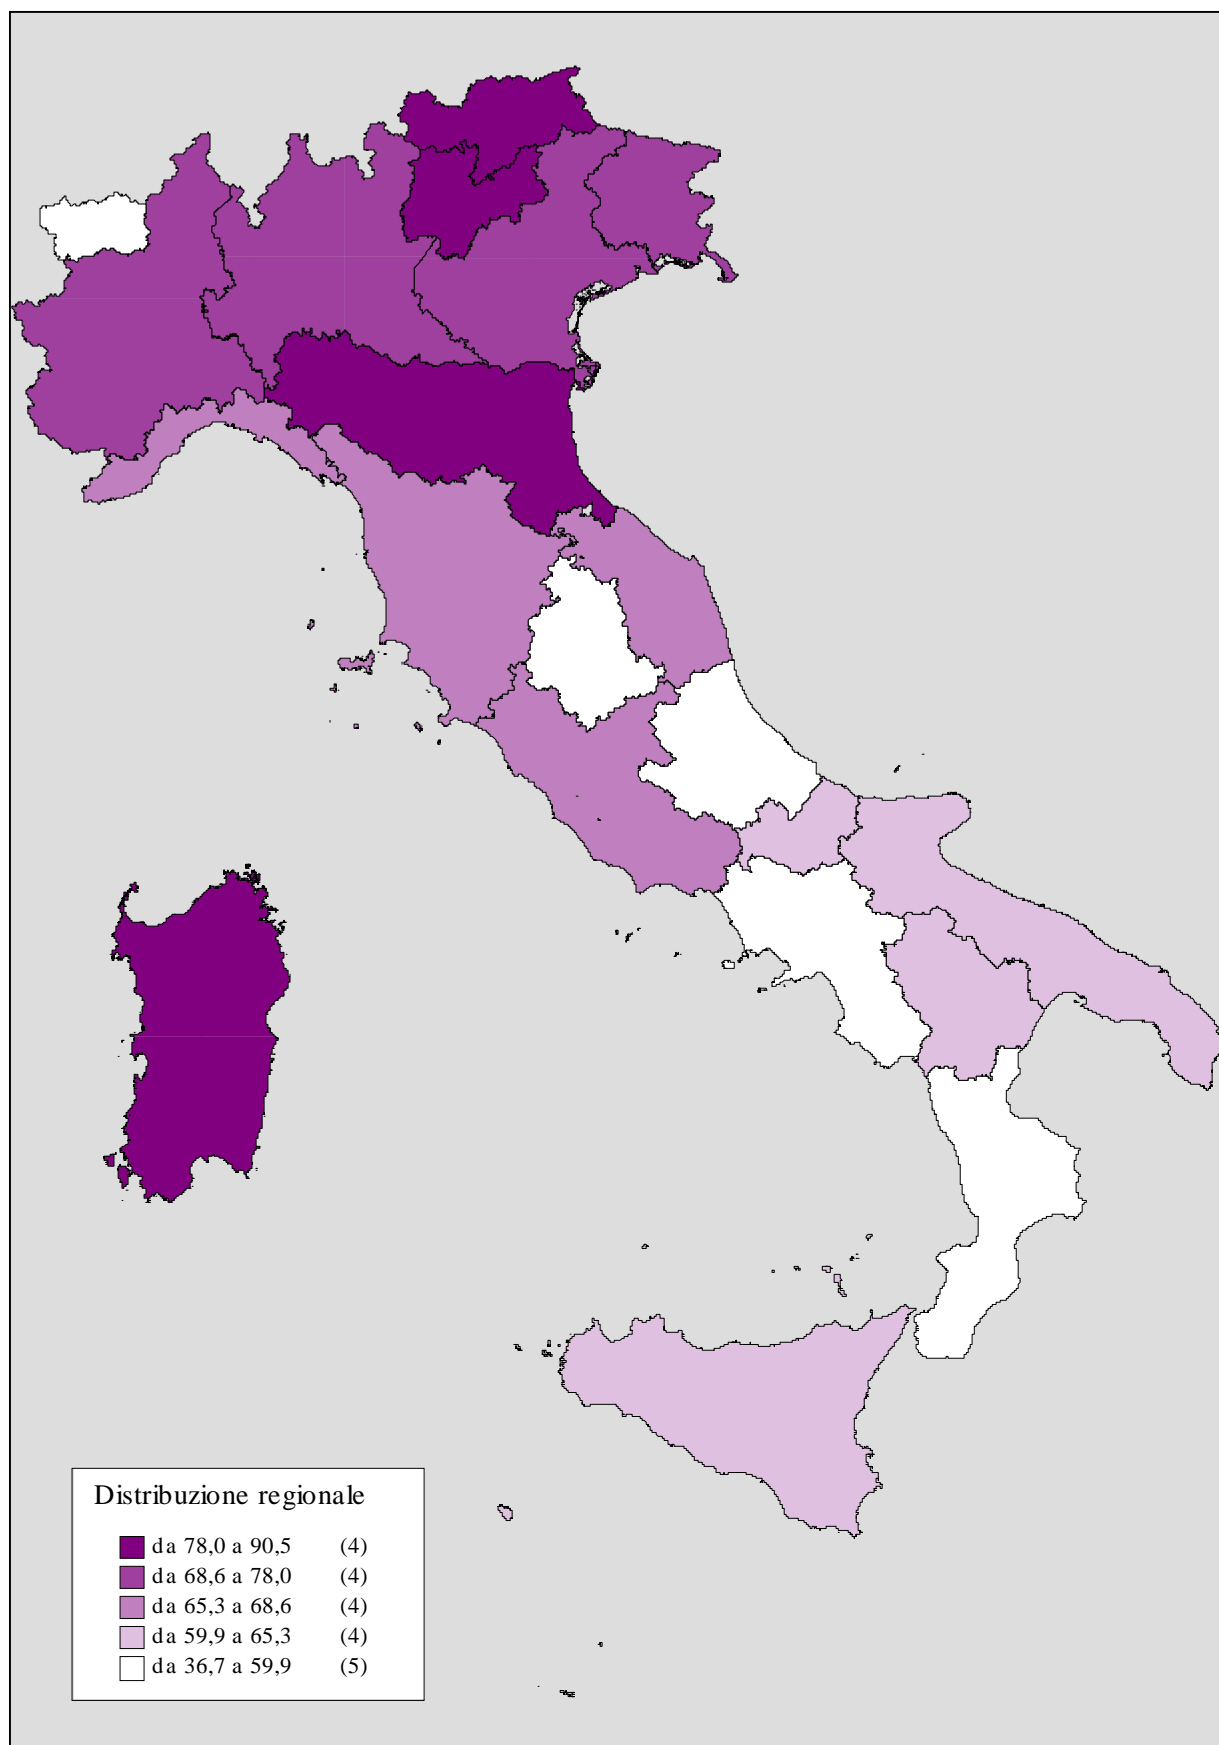 Distribuzione regionale
da 78,0 a 90,5 (4)
da 68,6 a 78,0 (4)
da 65,3 a 68,6 (4)
da 59,9 a 65,3 (4)
da 36,7 a 59,9 (5)